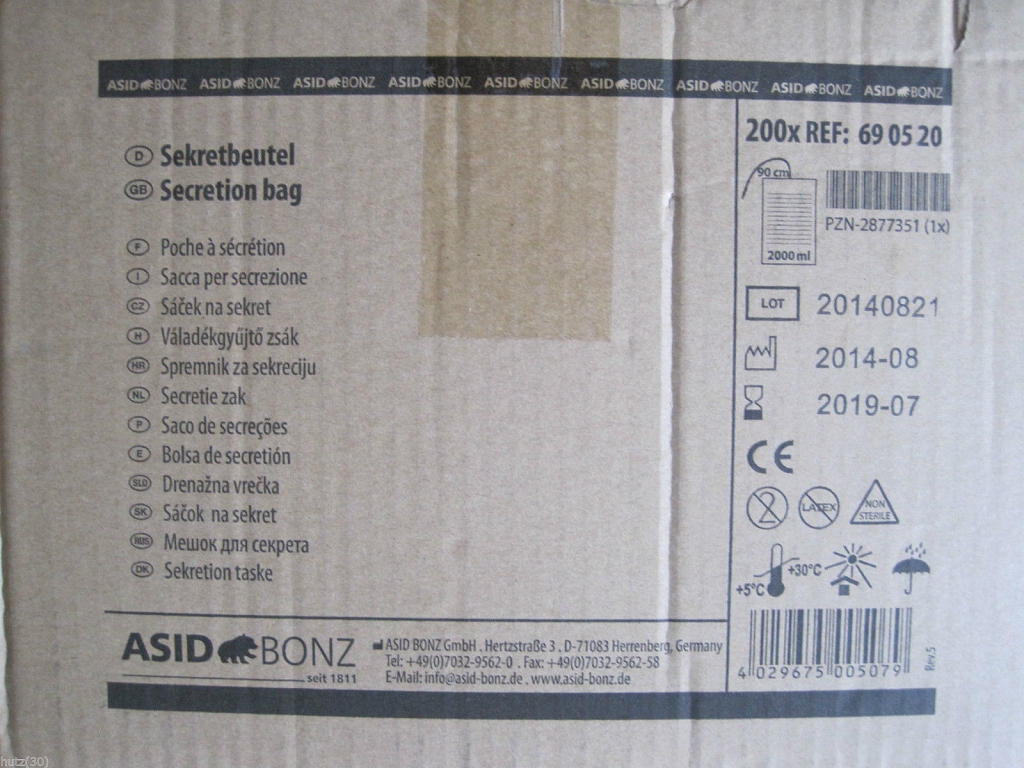 ASID BONZ ASID BONZ ASID BONZ ASID BONZ ASID BONZ ASID BONZ ASID BONZ ASID BONZ ASID BONZ
D Sekretbeutel
GB Secretion bag
F Poche à sécrétion
I Sacca per secrezione
CZ Sáček na sekret
H Váladékgyűjtő zsák
HR Spremnik za sekreciju
NL Secretie zak
P Saco de secreções
E Bolsa de secretión
SLO Drenažna vrečka
SK Sáčok na sekret
RUS Мешок для секрета
DK Sekretion taske
200x REF: 69 05 20
90 cm
2000 ml
PZN-2877351 (1x)
LOT 20140821
2014-08
2019-07
CE
2 LATEX NON
STERILE
+5°C +30°C
4 029675 005079
Rev.5
ASID BONZ
seit 1811
ASID BONZ GmbH . Hertzstraße 3 . D-71083 Herrenberg, Germany
Tel: +49(0)7032-9562-0 . Fax: +49(0)7032-9562-58
E-Mail: info@asid-bonz.de . www.asid-bonz.de
hutz(30)